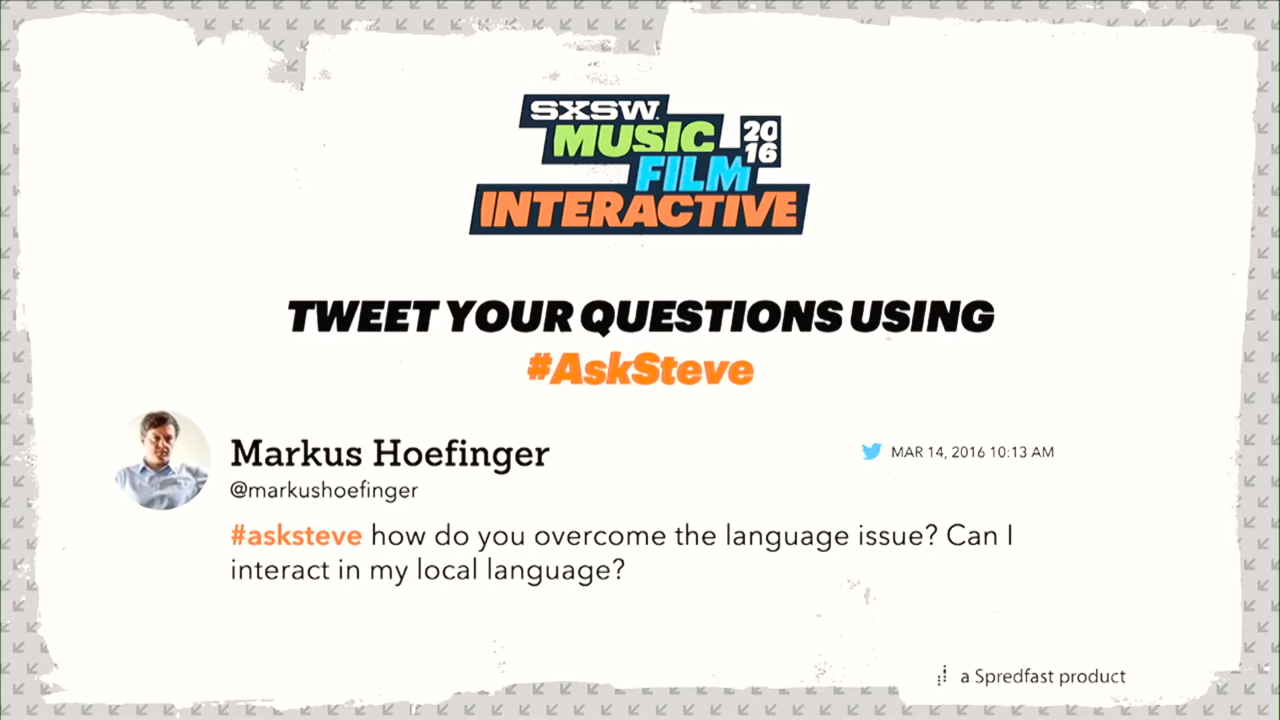 SXSW.
MUSIC
2016
FILM
INTERACTIVE
TWEET YOUR QUESTIONS USING
#AskSteve
Markus Hoefinger
MAR 14, 2016 10:13 AM
@markushoefinger
#asksteve how do you overcome the language issue? Can I
interact in my local language?
a Spredfast product